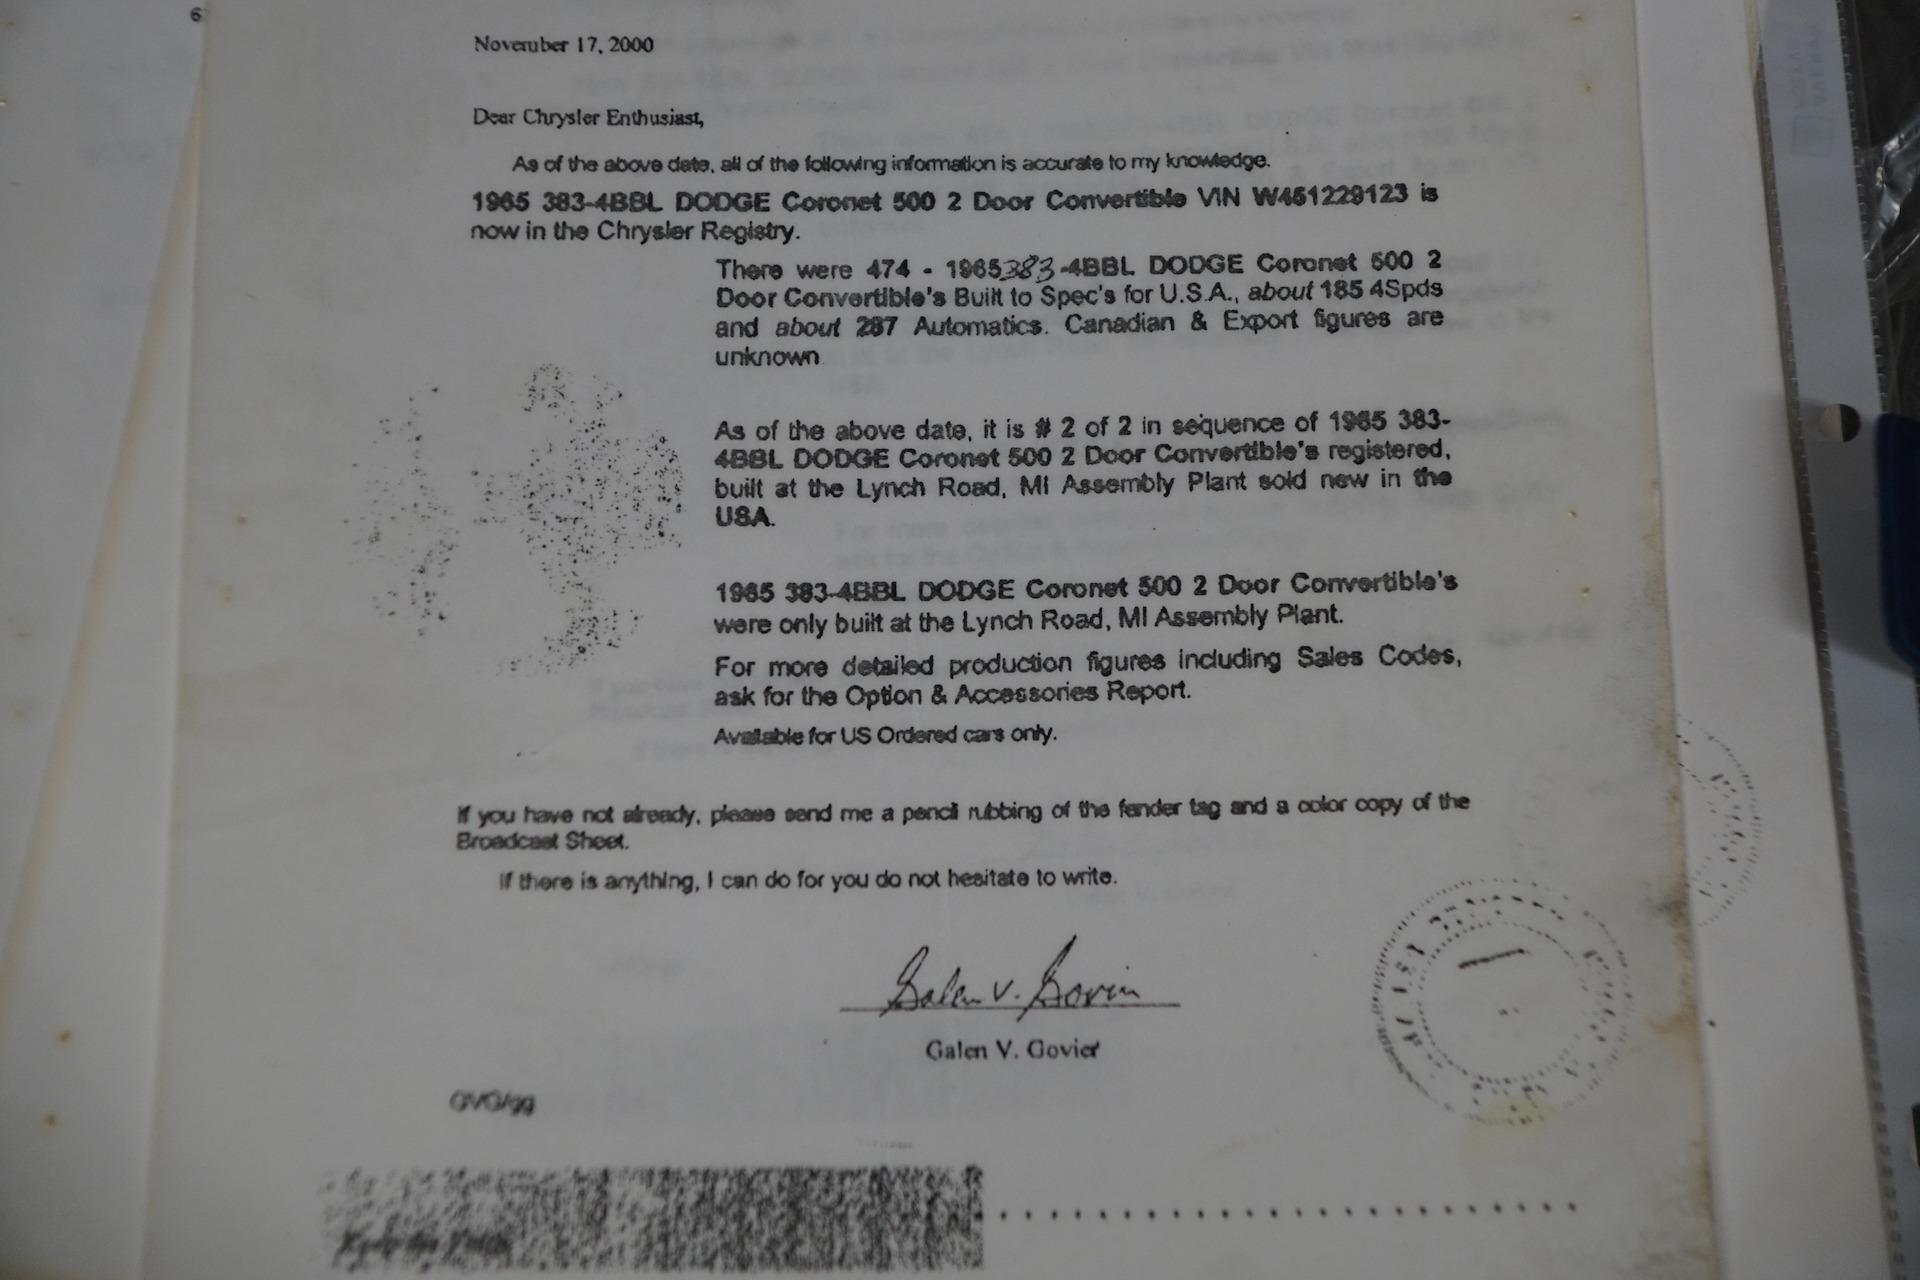 6
November 17, 2000
Dear Chrysler Enthusiast,
As of the above date, all of the following information is accurate to my knowledge.
1965 383-4BBL DODGE Coronet 500 2 Door Convertible VIN W461229123 is
now in the Chrysler Registry.
There were 474 - 1965 383-4BBL DODGE Coronet 500 2
Door Convertible's Built to Spec's for U.S.A., about 185 4Spds
and about 287 Automatics. Canadian & Export figures are
unknown
As of the above date, it is # 2 of 2 in sequence of 1965 383-
4BBL DODGE Coronet 500 2 Door Convertible's registered,
built at the Lynch Road, MI Assembly Plant sold new in the
USA.
1965 383-4BBL DODGE Coronet 500 2 Door Convertible's
were only built at the Lynch Road, MI Assembly Plant.
For more detailed production figures including Sales Codes,
ask for the Option & Accessories Report.
Available for US Ordered cars only.
If you have not already, please send me a pencil rubbing of the fender tag and a color copy of the
Broadcast Sheet.
If there is anything, I can do for you do not hesitate to write.
Galen V. Govier
Galen V. Govier
GVG/gg